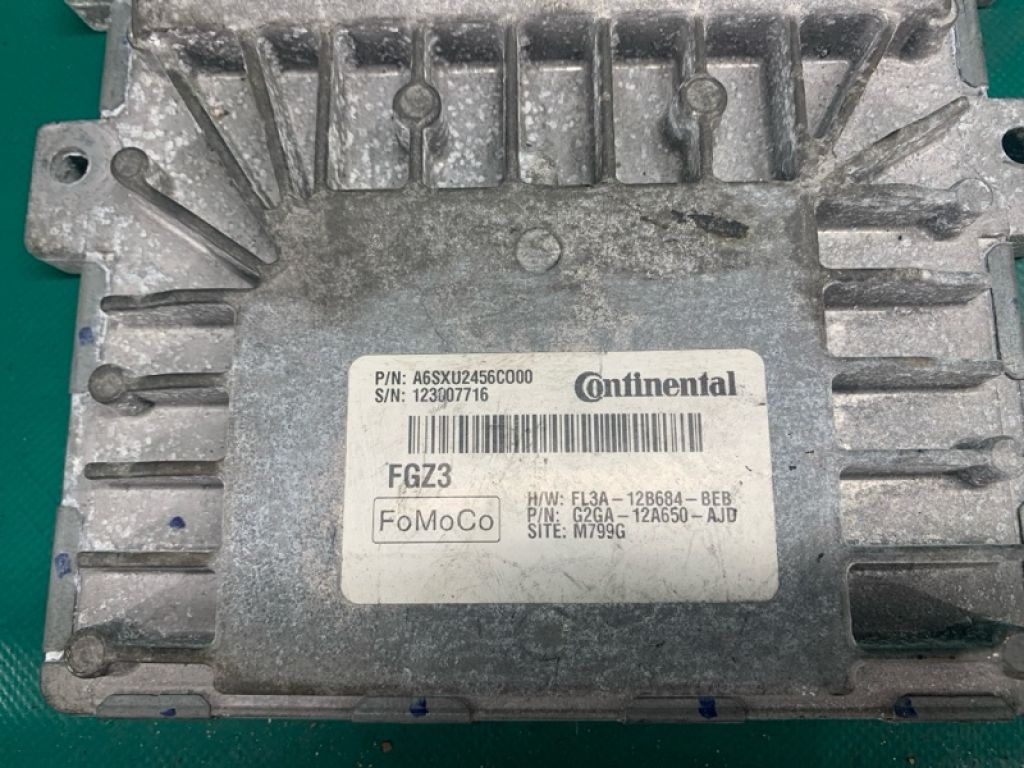 P/N: A6SXU2456C000
S/N: 123007716
Continental
FGZ3
FoMoCo
H/W: FL3A-12B684-BEB
P/N: G2GA-12A650-AJD
SITE: M799G